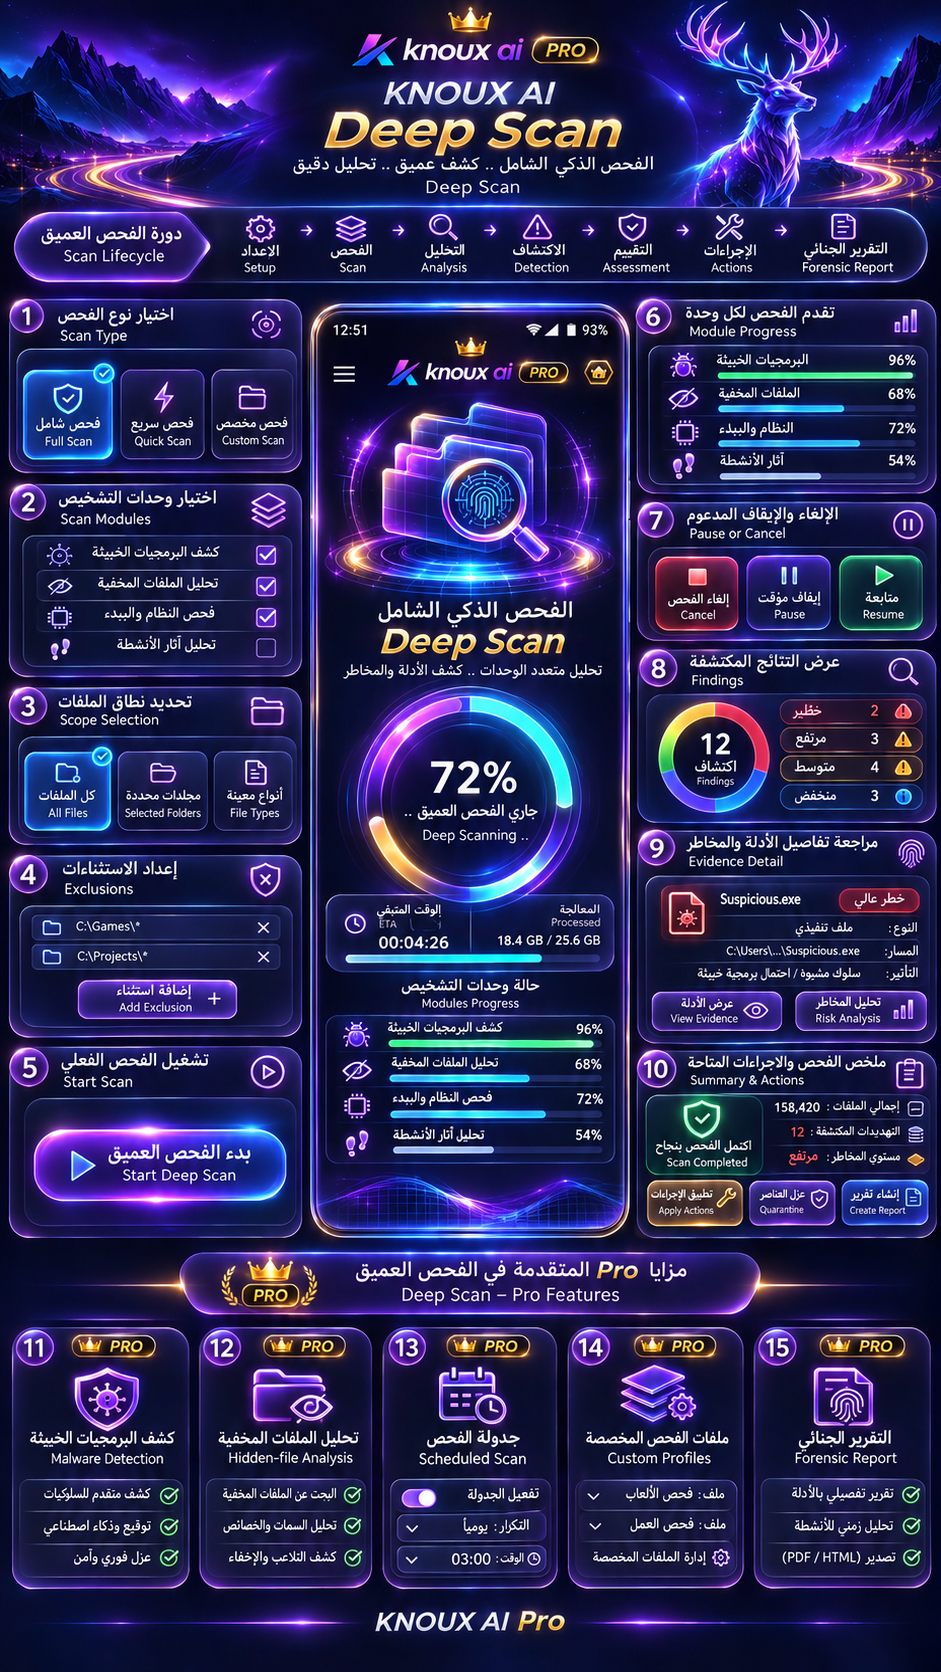 knoux ai PRO
KNOUX AI
Deep Scan
الفحص الذكي الشامل .. كشف عميق .. تحليل دقيق
Deep Scan
دورة الفحص العميق
Scan Lifecycle
الإعداد
Setup
الفحص
Scan
التخليل
Analysis
الاكتشاف
Detection
التقييم
Assessment
الإجراءات
Actions
التقرير الجنائي
Forensic Report
1
اختيار نوع الفحص
Scan Type
فحص شامل
Full Scan
فحص سريع
Quick Scan
فحص مخصص
Custom Scan
2
اختيار وحدات التشخيص
Scan Modules
كشف البرمجيات الخبيثة
تحليل الملفات المخفية
فحص النظام والببدء
تحليل آثار الأنشطة
3
تحديد نطاق الملفات
Scope Selection
كل الملفات
All Files
مجلدات محددة
Selected Folders
أنواع معينة
File Types
4
إعداد الاستثناءات
Exclusions
C:\Games\*
C:\Projects\*
إضافة استثناء
Add Exclusion
5
تشغيل الفحص الفعلي
Start Scan
بدء الفحص العميق
Start Deep Scan
12:51
93%
knoux ai PRO
الفحص الذكي الشامل
Deep Scan
تحليل متعدد الوحدات .. كشف الأدلة والمخاطر
72%
جاري الفحص العميق ..
Deep Scanning ..
الوقت المتبقي
ETA
00:04:26
المعالجة
Processed
18.4 GB / 25.6 GB
حالة وحدات التشخيص
Modules Progress
كشف البرمجيات الخبيثة 96%
تحليل الملفات المخفية 68%
فحص النظام والببدء 72%
تحليل آثار الأنشطة 54%
6
تقدم الفحص لكل وحدة
Module Progress
البرمجيات الخبيثة 96%
الملفات المخفية 68%
النظام والببدء 72%
آثار الأنشطة 54%
7
الإلغاء والإيقاف المدعوم
Pause or Cancel
إلغاء الفحص
Cancel
إيقاف مؤقت
Pause
متابعة
Resume
8
عرض النتائج المكتشفة
Findings
12
اكتشاف
Findings
خطير 2
مرتفع 3
متوسط 4
منخفض 3
9
مراجعة تفاصيل الأدلة والمخاطر
Evidence Detail
Suspicious.exe
خطر عالي
النوع: ملف تنفيذي
المسار: C:\Users\...\Suspicious.exe
التأثير: سلوك مشبوه / احتمال برمجية خبيثة
عرض الأدلة
View Evidence
تحليل المخاطر
Risk Analysis
10
ملخص الفحص والاجراءات المتاحة
Summary & Actions
اكتمل الفحص بنجاح
Scan Completed
إجمالي الملفات : 158,420
التهديدات المكتشفة : 12
مستوي المخاطر : مرتفع
تطبيق الإجراءات
Apply Actions
عزل العناصر
Quarantine
إنشاء تقرير
Create Report
PRO
مزايا Pro المتقدمة في الفحص العميق
Deep Scan – Pro Features
11
PRO
كشف البرمجيات الخبيثة
Malware Detection
كشف متقدم للسلوكيات
توقيع وذكاء اصطناعي
عزل فوري وآمن
12
PRO
تحليل الملفات المخفية
Hidden-file Analysis
البحث عن الملفات المخفية
تحليل السمات والخصائص
كشف التلاعب والإخفاء
13
PRO
جدولة الفحص
Scheduled Scan
تفعيل الجدولة
التكرار: يومياً
الوقت: 03:00
14
PRO
ملفات الفحص المخصصة
Custom Profiles
ملف: فحص الألعاب
ملف: فحص العمل
إدارة الملفات المخصصة
15
PRO
التقرير الجنائي
Forensic Report
تقرير تفصيلي بالأدلة
تحليل زمني للأنشطة
تصدير (PDF / HTML)
KNOUX AI Pro